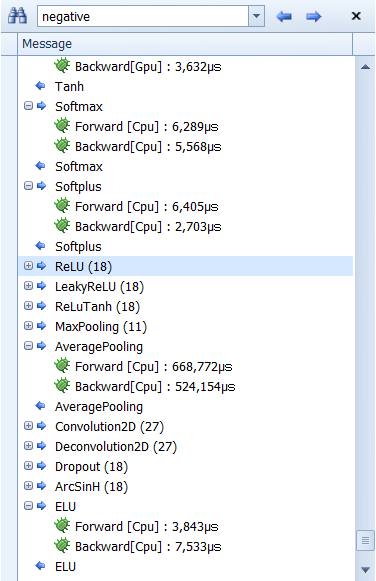 negative
Message
Backward[Gpu] : 3,632µs
Tanh
Softmax
Forward [Cpu] : 6,289µs
Backward[Cpu] : 5,568µs
Softmax
Softplus
Forward [Cpu] : 6,405µs
Backward[Cpu] : 2,703µs
Softplus
ReLU (18)
LeakyReLU (18)
ReLuTanh (18)
MaxPooling (11)
AveragePooling
Forward [Cpu] : 668,772µs
Backward[Cpu] : 524,154µs
AveragePooling
Convolution2D (27)
Deconvolution2D (27)
Dropout (18)
ArcSinH (18)
ELU
Forward [Cpu] : 3,843µs
Backward[Cpu] : 7,533µs
ELU